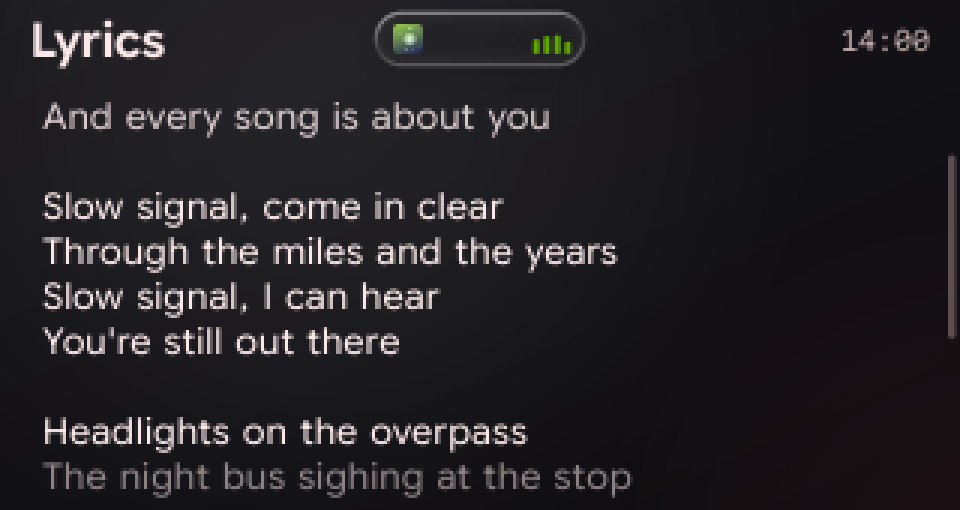 Lyrics
14:00
And every song is about you
Slow signal, come in clear
Through the miles and the years
Slow signal, I can hear
You're still out there
Headlights on the overpass
The night bus sighing at the stop